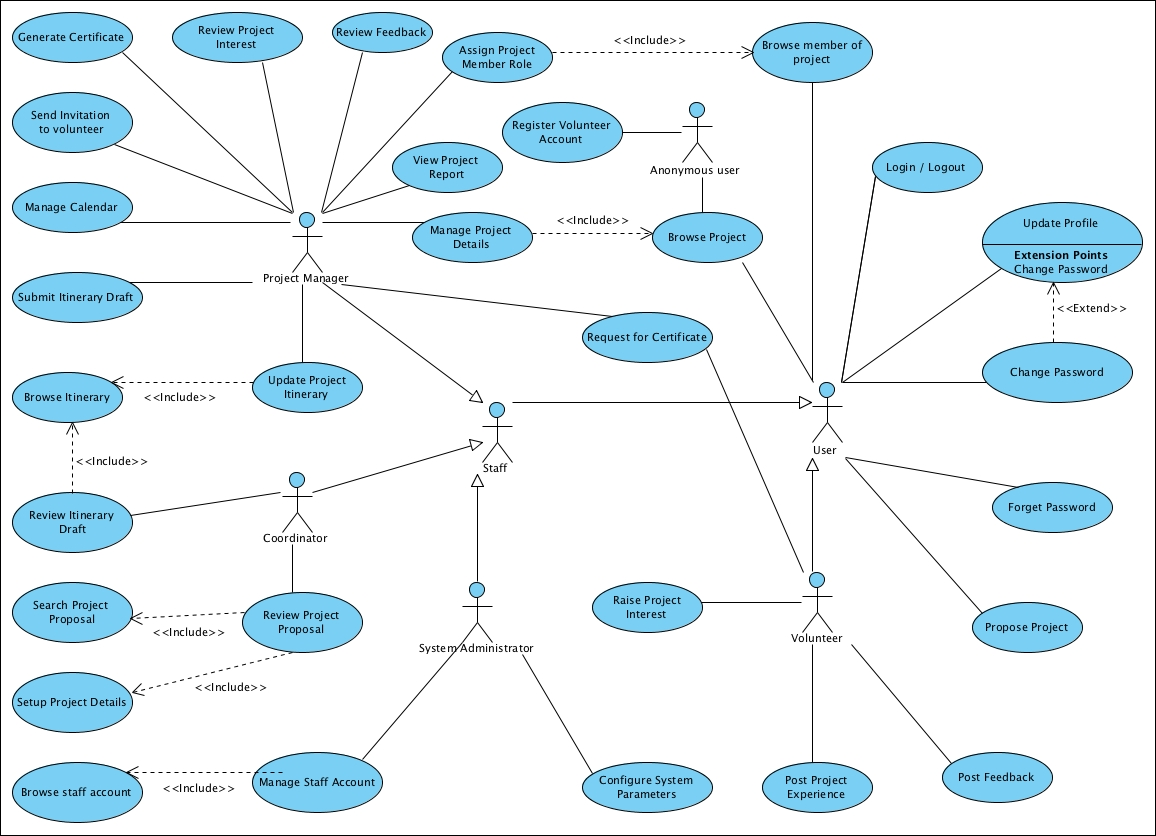 Generate Certificate
Review Project
Interest
Review Feedback
Assign Project
Member Role
<<Include>>
Browse member of
project
Send Invitation
to volunteer
Register Volunteer
Account
Anonymous user
View Project
Report
Login / Logout
Manage Calendar
Manage Project
Details
<<Include>>
Browse Project
Update Profile
Extension Points
Change Password
Project Manager
Submit Itinerary Draft
<<Extend>>
Request for Certificate
Change Password
Browse Itinerary
<<Include>>
Update Project
Itinerary
<<Include>>
Staff
User
Review Itinerary
Draft
Coordinator
Forget Password
Search Project
Proposal
<<Include>>
Review Project
Proposal
Raise Project
Interest
Volunteer
Propose Project
System Administrator
Setup Project Details
<<Include>>
Browse staff account
<<Include>>
Manage Staff Account
Configure System
Parameters
Post Project
Experience
Post Feedback